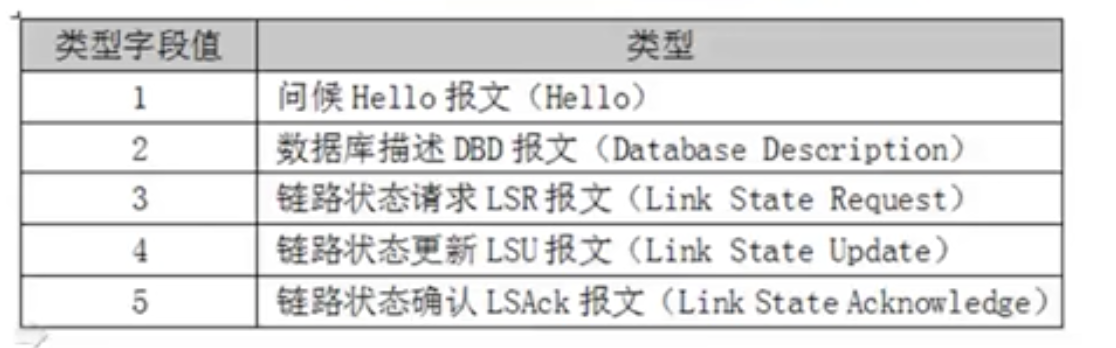 类型字段值 类型
1 问候 Hello 报文（Hello）
2 数据库描述 DBD 报文（Database Description）
3 链路状态请求 LSR 报文（Link State Request）
4 链路状态更新 LSU 报文（Link State Update）
5 链路状态确认 LSAck 报文（Link State Acknowledge）